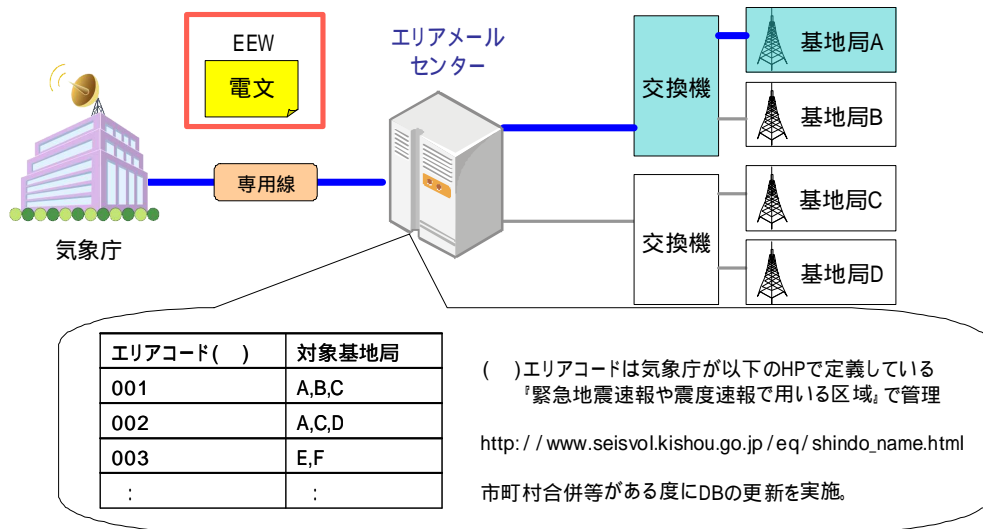 EEW
電文
エリアメール
センター
交換機
基地局A
基地局B
専用線
気象庁
交換機
基地局C
基地局D
エリアコード(　) 対象基地局
001 A,B,C
002 A,C,D
003 E,F
: :
(　)エリアコードは気象庁が以下のHPで定義している
『緊急地震速報や震度速報で用いる区域』で管理
http://www.seisvol.kishou.go.jp/eq/shindo_name.html
市町村合併等がある度にDBの更新を実施。